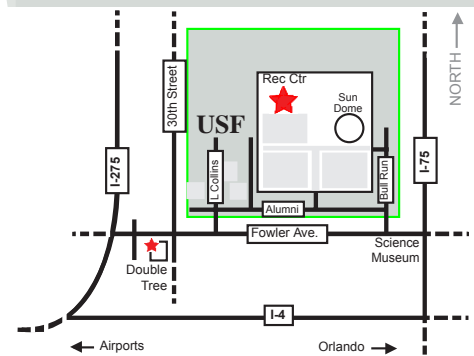 NORTH
Rec Ctr
Sun
Dome
30th Street
USF
I-275
L Collins
Bull Run
I-75
Alumni
Fowler Ave.
Science
Museum
Double
Tree
I-4
Airports
Orlando